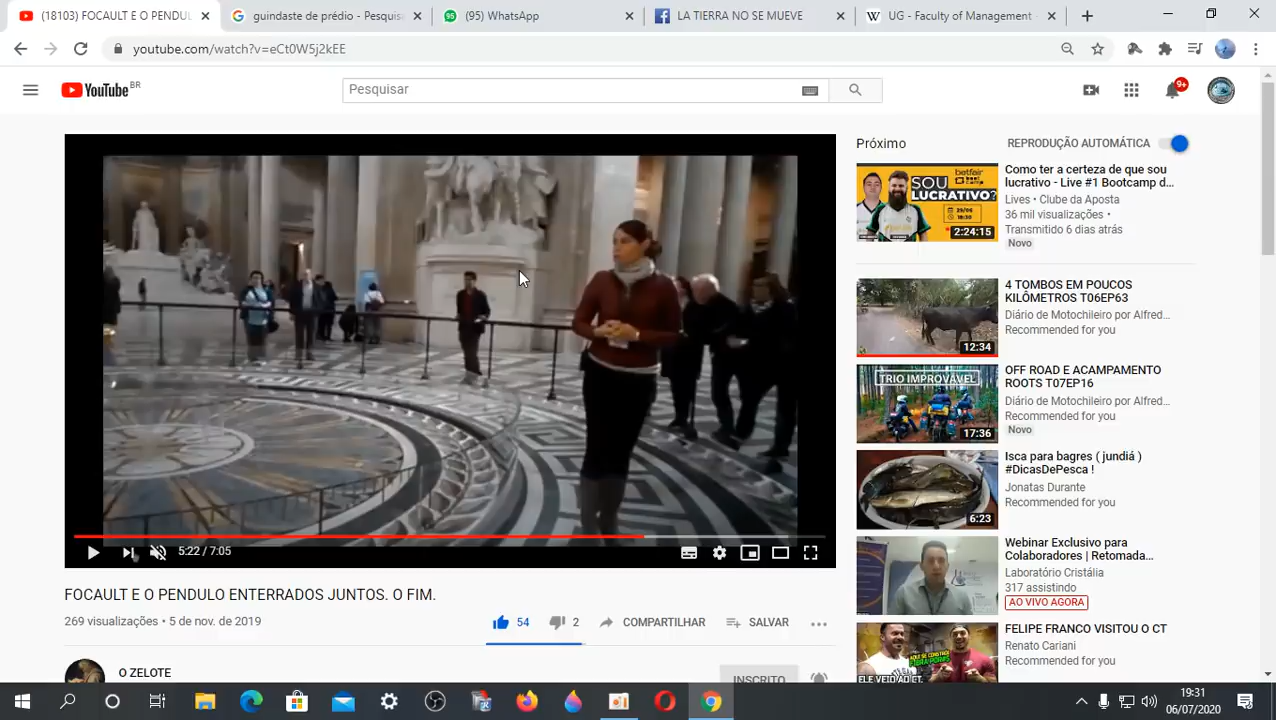 (18103) FOCAULT E O PENDUL
guindaste de prédio - Pesquis
(95) WhatsApp
LA TIERRA NO SE MUEVE
UG - Faculty of Management -
youtube.com/watch?v=eCt0W5j2kEE
YouTube BR
Pesquisar
9+
Próximo
REPRODUÇÃO AUTOMÁTICA
SOU LUCRATIVO?
betfair
2:24:15
Como ter a certeza de que sou
lucrativo - Live #1 Bootcamp d...
Lives • Clube da Aposta
36 mil visualizações •
Transmitido 6 dias atrás
Novo
12:34
4 TOMBOS EM POUCOS
KILÔMETROS T06EP63
Diário de Motochileiro por Alfred...
Recommended for you
TRIO IMPROVÁVEL
17:36
OFF ROAD E ACAMPAMENTO
ROOTS T07EP16
Diário de Motochileiro por Alfred...
Recommended for you
Novo
6:23
Isca para bagres ( jundiá )
#DicasDePesca !
Jonatas Durante
Recommended for you
Webinar Exclusivo para
Colaboradores | Retomada...
Laboratório Cristália
317 assistindo
AO VIVO AGORA
FELIPE FRANCO VISITOU O CT
Renato Cariani
Recommended for you
5:22 / 7:05
FOCAULT E O PENDULO ENTERRADOS JUNTOS. O FIM.
269 visualizações • 5 de nov. de 2019
54
2
COMPARTILHAR
SALVAR
O ZELOTE
INSCRITO
19:31
06/07/2020